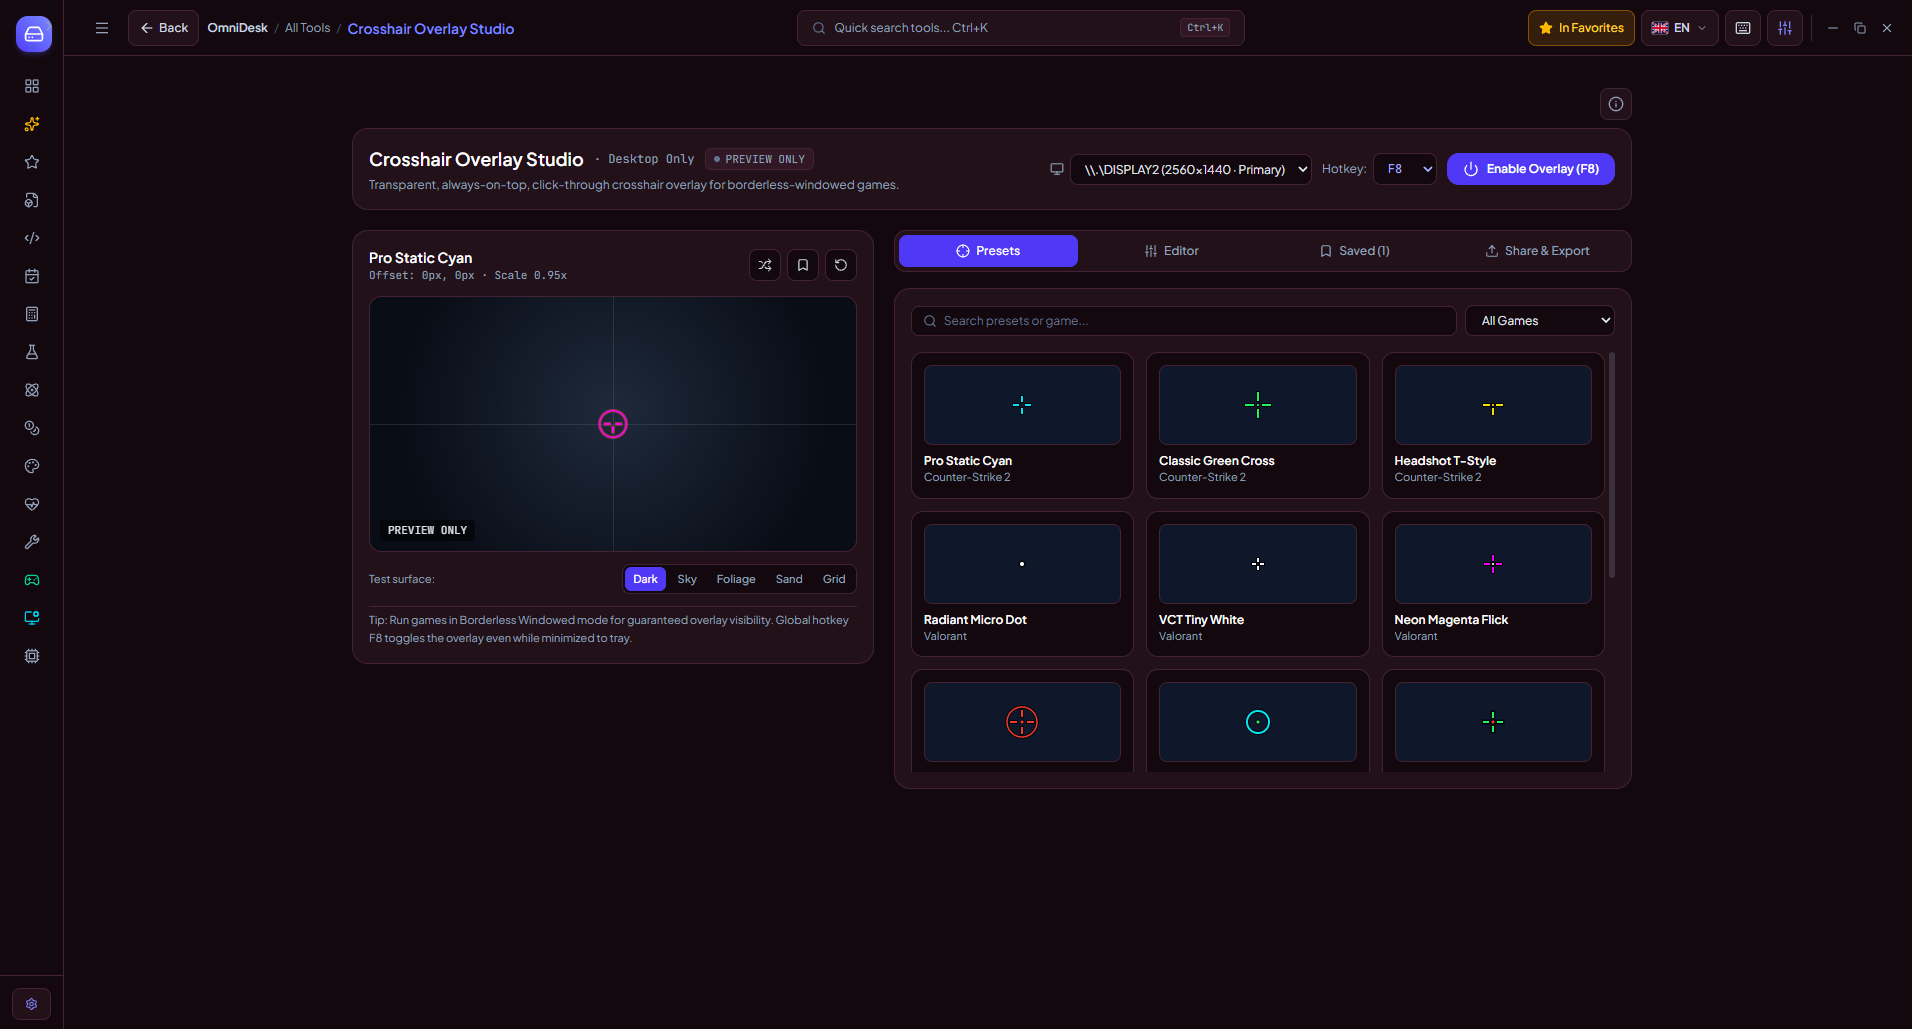 Back
OmniDesk / All Tools / Crosshair Overlay Studio
Quick search tools... Ctrl+K
Ctrl+K
In Favorites
EN
Crosshair Overlay Studio · Desktop Only
PREVIEW ONLY
Transparent, always-on-top, click-through crosshair overlay for borderless-windowed games.
\\.\DISPLAY2 (2560×1440 · Primary)
Hotkey:
F8
Enable Overlay (F8)
Pro Static Cyan
Offset: 0px, 0px · Scale 0.95x
PREVIEW ONLY
Test surface:
Dark
Sky
Foliage
Sand
Grid
Tip: Run games in Borderless Windowed mode for guaranteed overlay visibility. Global hotkey
F8 toggles the overlay even while minimized to tray.
Presets
Editor
Saved (1)
Share & Export
Search presets or game...
All Games
Pro Static Cyan
Counter-Strike 2
Classic Green Cross
Counter-Strike 2
Headshot T-Style
Counter-Strike 2
Radiant Micro Dot
Valorant
VCT Tiny White
Valorant
Neon Magenta Flick
Valorant